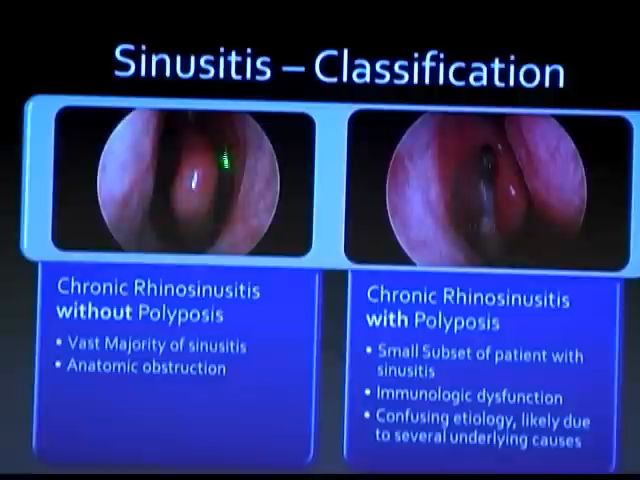 Sinusitis – Classification
Chronic Rhinosinusitis
without Polyposis
• Vast Majority of sinusitis
• Anatomic obstruction
Chronic Rhinosinusitis
with Polyposis
• Small Subset of patient with
sinusitis
• Immunologic dysfunction
• Confusing etiology, likely due
to several underlying causes